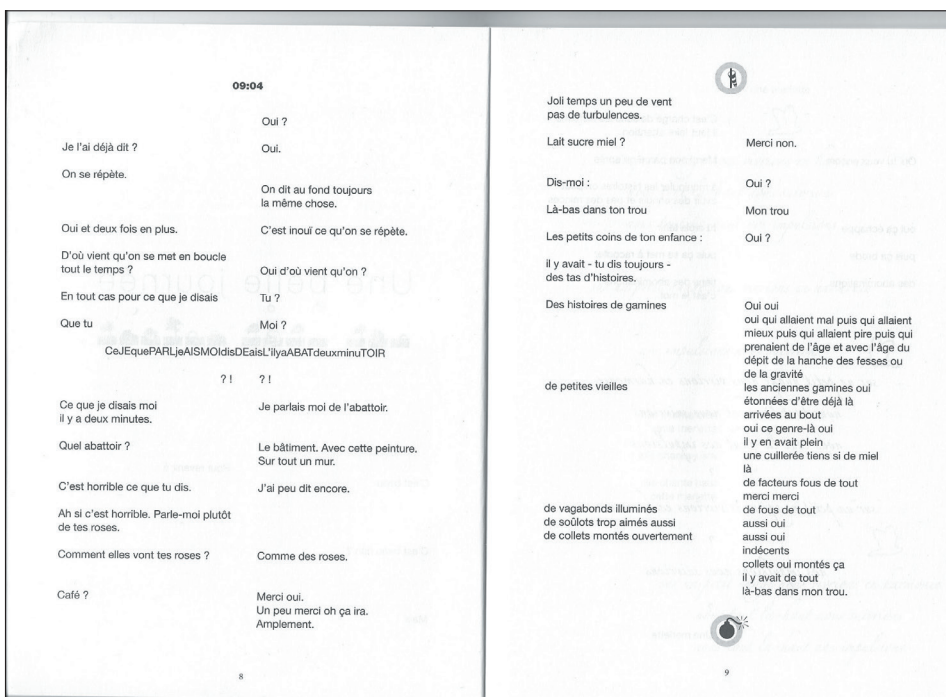 09:04
Oui ?
Je l'ai déjà dit ? Oui.
On se répète.
On dit au fond toujours
la même chose.
Oui et deux fois en plus. C'est inouï ce qu'on se répète.
D'où vient qu'on se met en boucle
tout le temps ? Oui d'où vient qu'on ?
En tout cas pour ce que je disais Tu ?
Que tu Moi ?
CeJEquePARLjeAISMOIdisDEaisL'ilyaABATdeuxminuTOIR
? ! ? !
Ce que je disais moi Je parlais moi de l'abattoir.
il y a deux minutes.
Quel abattoir ? Le bâtiment. Avec cette peinture.
Sur tout un mur.
C'est horrible ce que tu dis. J'ai peu dit encore.
Ah si c'est horrible. Parle-moi plutôt
de tes roses.
Comment elles vont tes roses ? Comme des roses.
Café ? Merci oui.
Un peu merci oh ça ira.
Amplement.
8
Joli temps un peu de vent
pas de turbulences.
Lait sucre miel ? Merci non.
Dis-moi : Oui ?
Là-bas dans ton trou Mon trou
Les petits coins de ton enfance : Oui ?
il y avait - tu dis toujours -
des tas d'histoires.
Des histoires de gamines Oui oui
oui qui allaient mal puis qui allaient
mieux puis qui allaient pire puis qui
prenaient de l'âge et avec l'âge du
dépit de la hanche des fesses ou
de la gravité
de petites vieilles les anciennes gamines oui
étonnées d'être déjà là
arrivées au bout
oui ce genre-là oui
il y en avait plein
une cuillerée tiens si de miel
là
de facteurs fous de tout
merci merci
de vagabonds illuminés de fous de tout
de soûlots trop aimés aussi aussi oui
de collets montés ouvertement aussi oui
indécents
collets oui montés ça
il y avait de tout
là-bas dans mon trou.
9